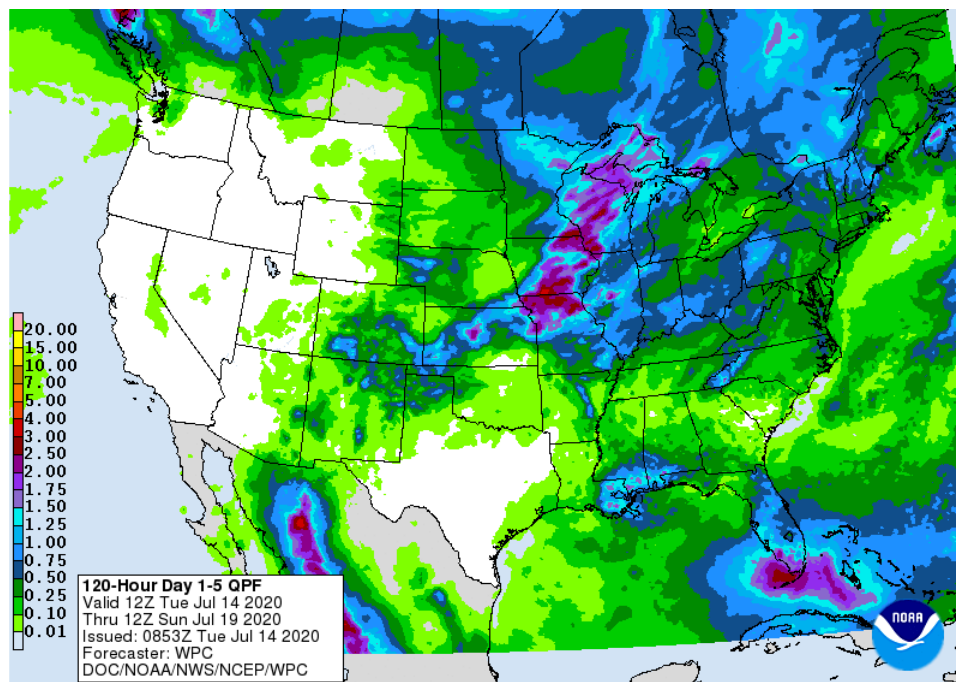 20.00
15.00
10.00
7.00
5.00
4.00
3.00
2.50
2.00
1.75
1.50
1.25
1.00
0.75
0.50
0.25
0.10
0.01
120-Hour Day 1-5 QPF
Valid 12Z Tue Jul 14 2020
Thru 12Z Sun Jul 19 2020
Issued: 0853Z Tue Jul 14 2020
Forecaster: WPC
DOC/NOAA/NWS/NCEP/WPC
NOAA